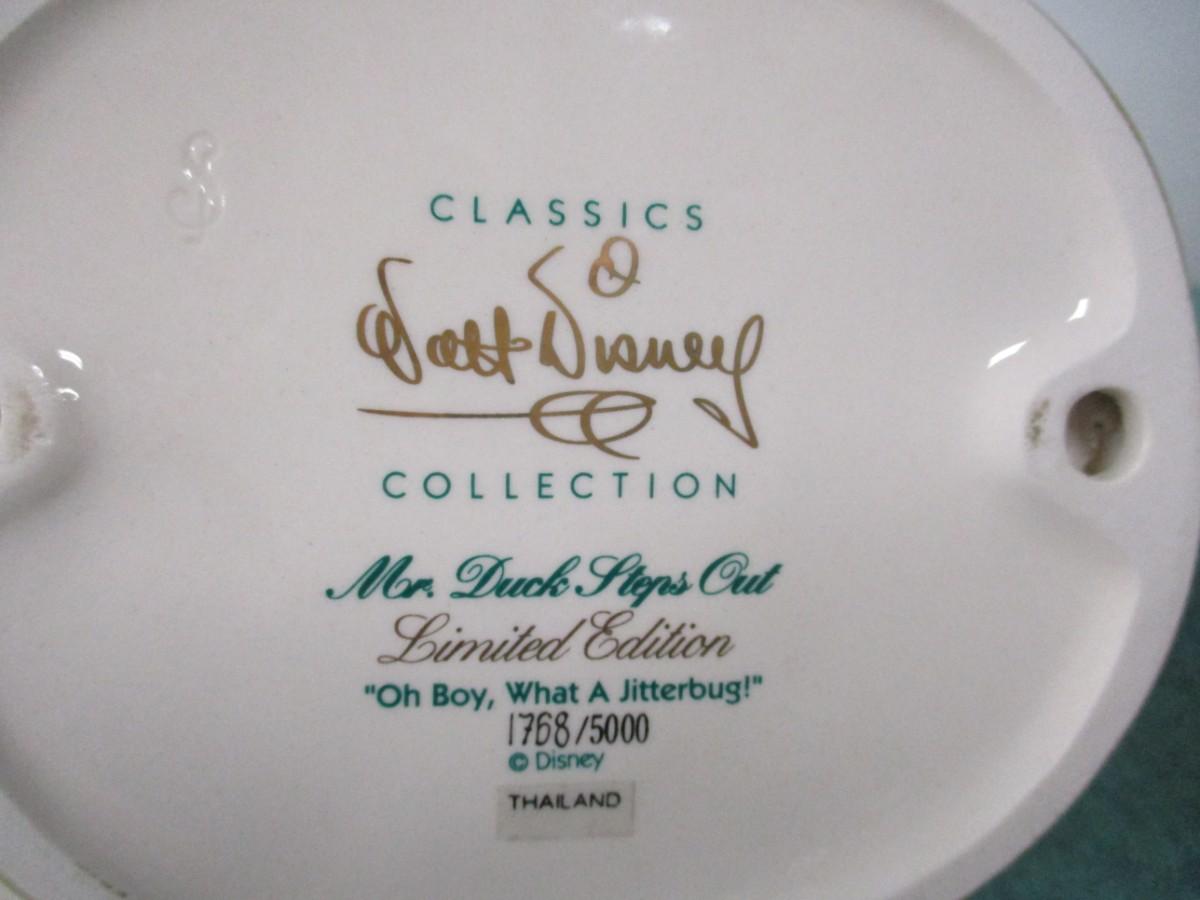 CLASSICS
Walt Disney
COLLECTION
Mr. Duck Steps Out
Limited Edition
"Oh Boy, What A Jitterbug!"
1768/5000
© Disney
THAILAND